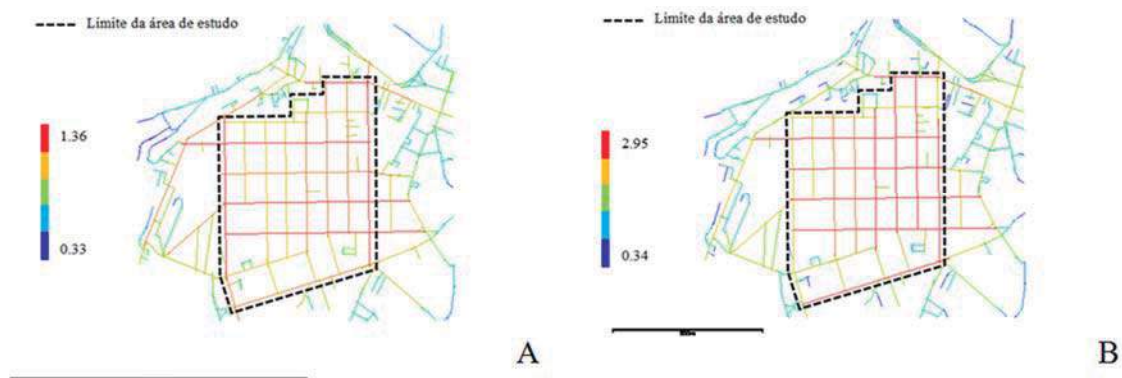 Limite da área de estudo
Limite da área de estudo
1.36
0.33
2.95
0.34
A
B